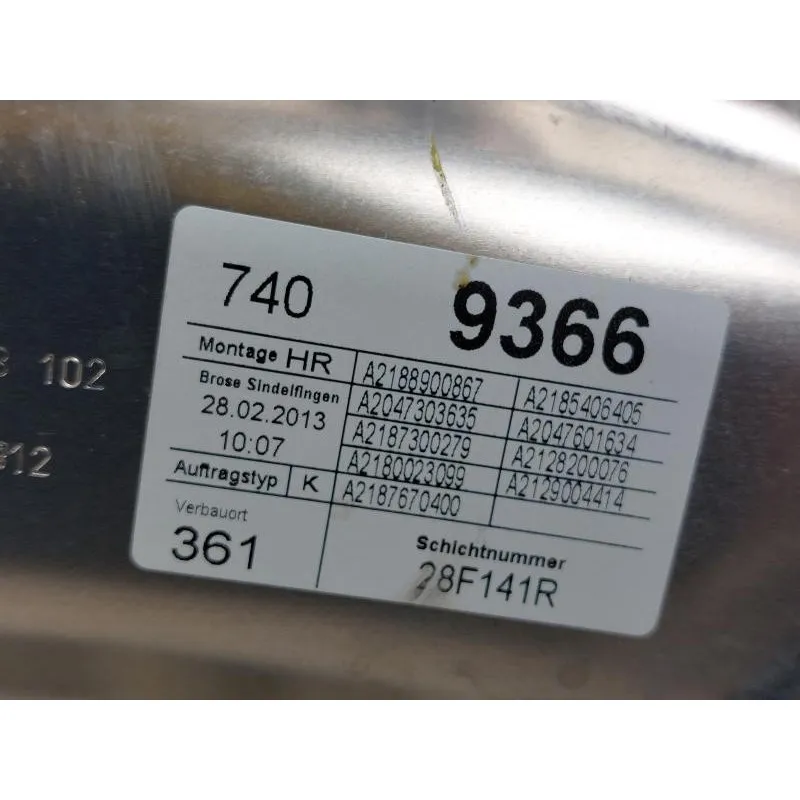 740 9366
Montage HR
Brose Sindelfingen
28.02.2013
10:07
Auftragstyp K
A2188900867 A2185406405
A2047303635 A2047601634
A2187300279 A2128200076
A2180023099 A2129004414
A2187670400
Verbauort
361
Schichtnummer
28F141R
102
812